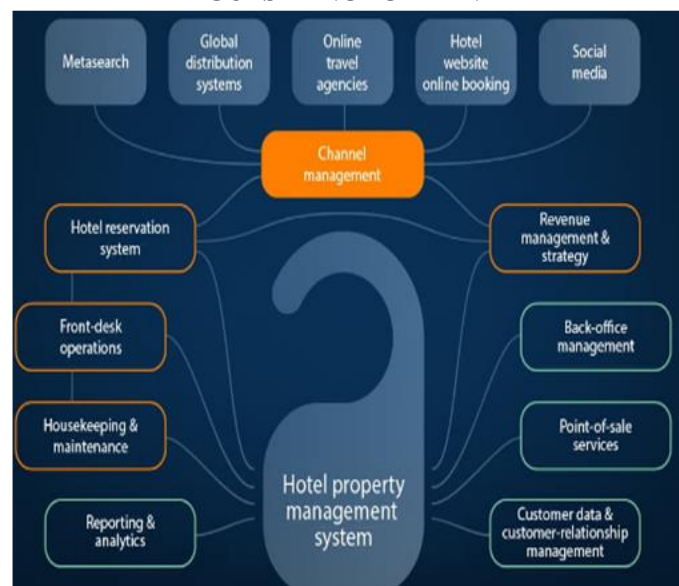 Metasearch
Global
distribution
systems
Online
travel
agencies
Hotel
website
online booking
Social
media
Channel
management
Hotel reservation
system
Revenue
management &
strategy
Front-desk
operations
Back-office
management
Housekeeping &
maintenance
Point-of-sale
services
Hotel property
management
system
Reporting &
analytics
Customer data &
customer-relationship
management